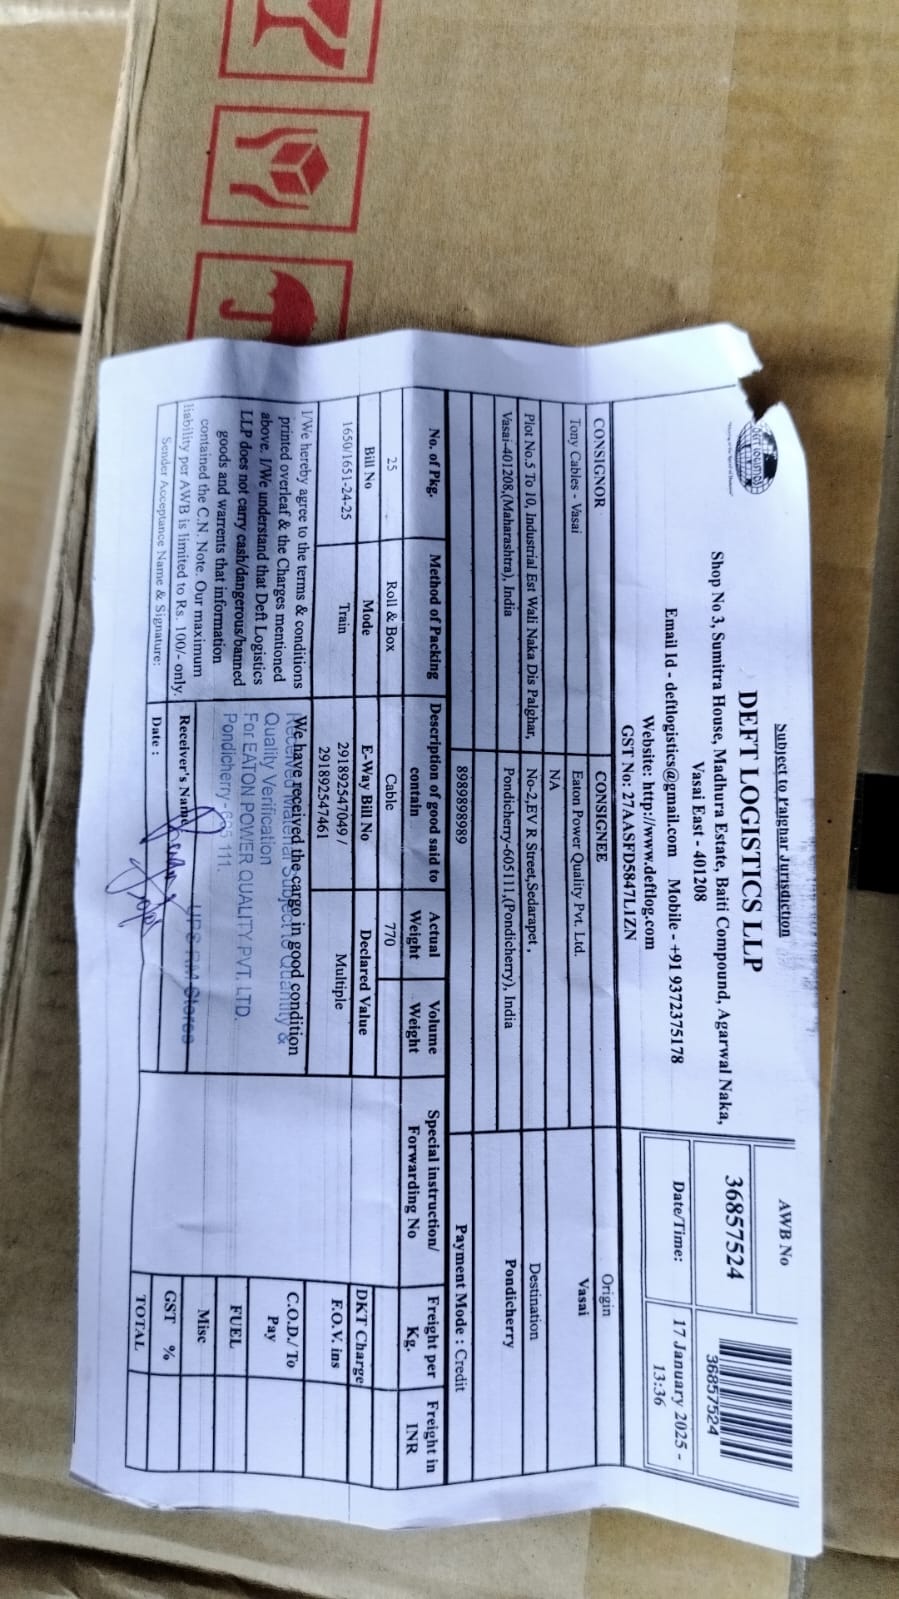 Subject to Palghar Jurisdiction
DEFT LOGISTICS LLP
Shop No 3, Sumitra House, Madhura Estate, Baiti Compound, Agarwal Naka,
Vasai East - 401208
Email Id - deftlogistics@gmail.com Mobile - +91 9372375178
Website: http://www.deftlog.com
GST No: 27AASFD5847L1ZN
AWB No
36857524
36857524
Date/Time:
17 January 2025 -
13:36
CONSIGNOR
CONSIGNEE
Origin
Tony Cables - Vasai
Eaton Power Quality Pvt. Ltd.
Vasai
NA
Plot No.5 To 10, Industrial Est Wali Naka Dis Palghar,
No-2,EV R Street,Sedarapet ,
Destination
Vasai-401208,(Maharashtra), India
Pondicherry-605111,(Pondicherry), India
Pondicherry
8989898989
Payment Mode : Credit
No. of Pkg.
Method of Packing
Description of good said to
contain
Actual
Weight
Volume
Weight
Special instruction/
Forwarding No
Freight per
Kg.
Freight in
INR
25
Roll & Box
Cable
770
Bill No
Mode
E-Way Bill No
Declared Value
DKT Charge
1650/1651-24-25
Train
291892547049 /
291892547461
Multiple
F.O.V. ins
I/We hereby agree to the terms & conditions
printed overleaf & the Charges mentioned
above. I/We understand that Deft Logistics
LLP does not carry cash/dangerous/banned
goods and warrents that information
contained the C.N. Note. Our maximum
liability per AWB is limited to Rs. 100/- only.
Sender Acceptance Name & Signature:
We have received the cargo in good condition
Received Material Subject to Quantity &
Quality Verification
For EATON POWER QUALITY PVT. LTD.
Pondicherry-605 111.
Receiver's Name
UPS RM Stores
Date :
C.O.D./ To
Pay
FUEL
Misc
GST %
TOTAL